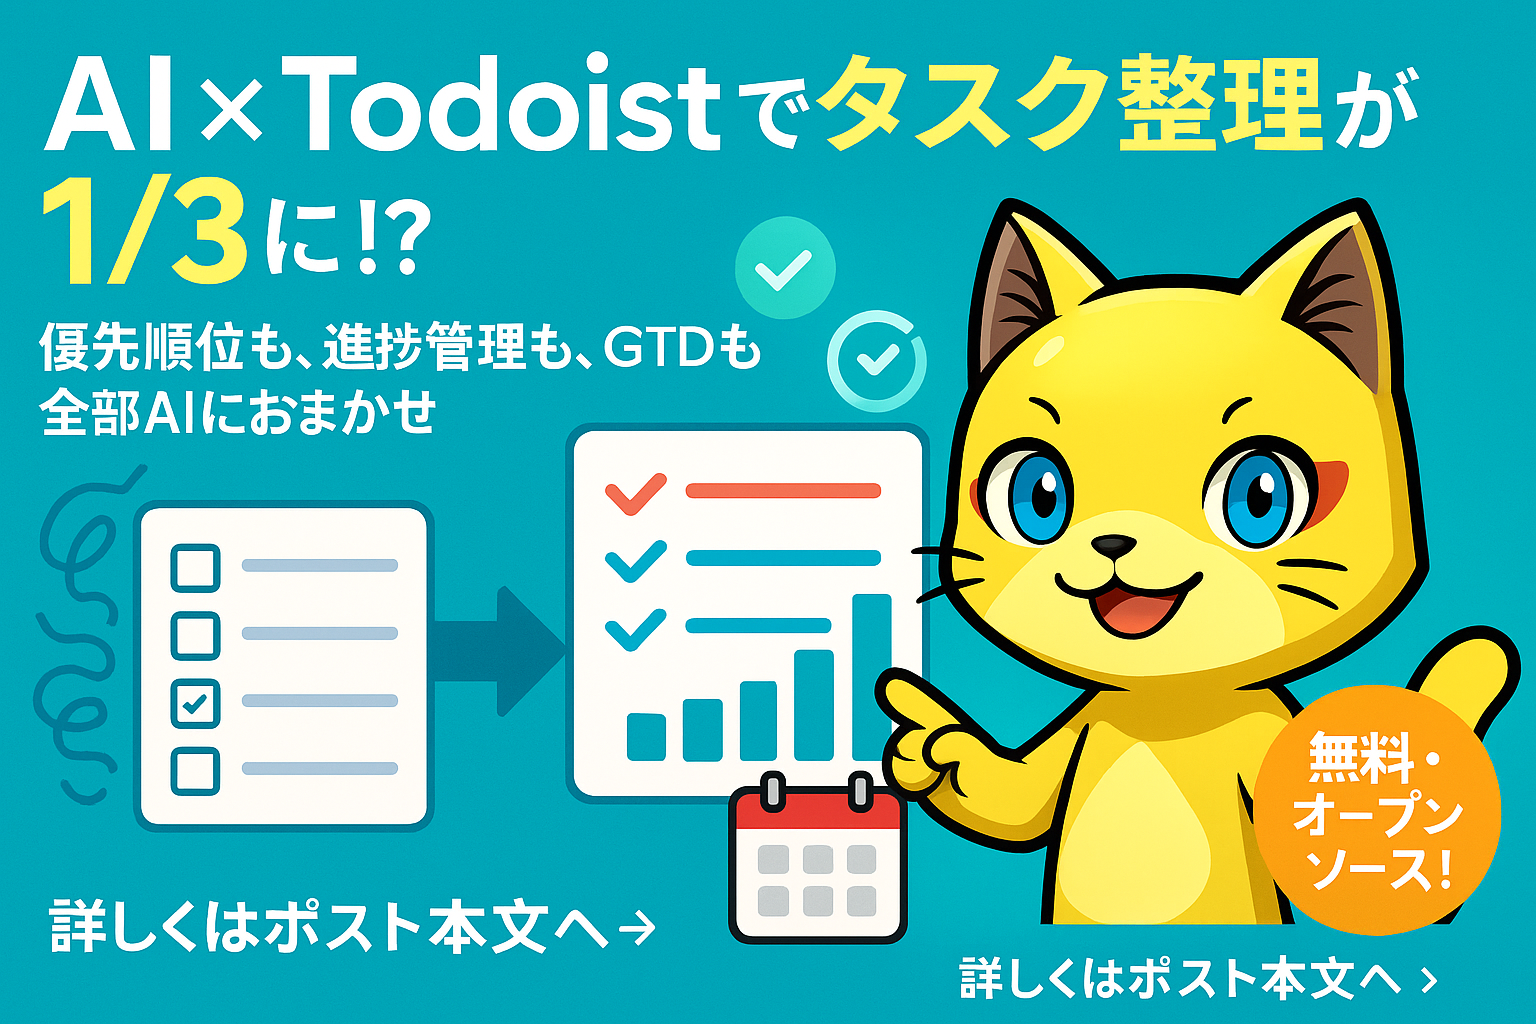 AI×Todoistでタスク整理が
1/3に!?
優先順位も、進捗管理も、GTDも
全部AIにおまかせ
無料・
オープン
ソース!
詳しくはポスト本文へ→
詳しくはポスト本文へ ›